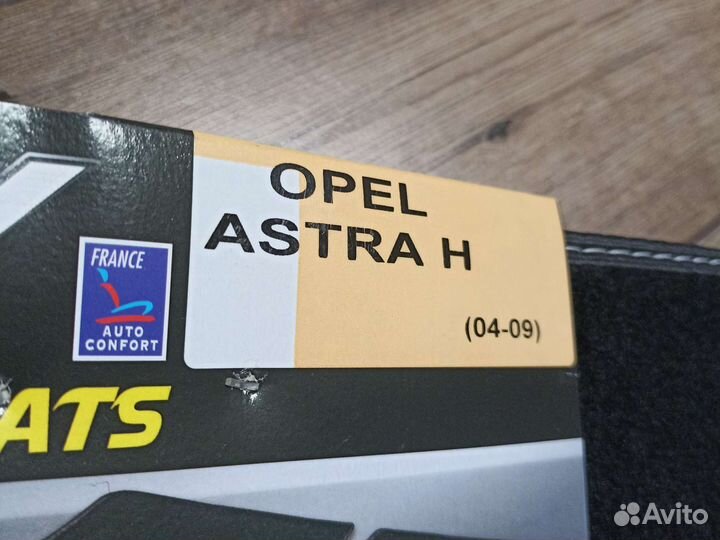 OPEL
ASTRA H
(04-09)
FRANCE
AUTO
CONFORT
ATS
Avito